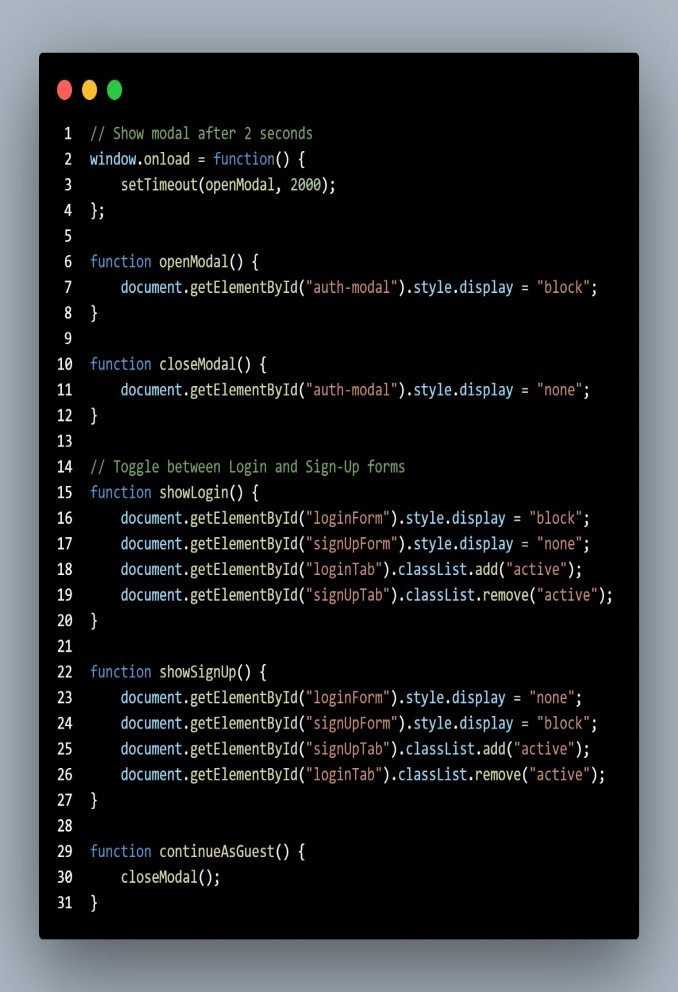 1 // Show modal after 2 seconds
2 window.onload = function() {
3     setTimeout(openModal, 2000);
4 };
5
6 function openModal() {
7     document.getElementById("auth-modal").style.display = "block";
8 }
9
10 function closeModal() {
11     document.getElementById("auth-modal").style.display = "none";
12 }
13
14 // Toggle between Login and Sign-Up forms
15 function showLogin() {
16     document.getElementById("loginForm").style.display = "block";
17     document.getElementById("signUpForm").style.display = "none";
18     document.getElementById("loginTab").classList.add("active");
19     document.getElementById("signUpTab").classList.remove("active");
20 }
21
22 function showSignUp() {
23     document.getElementById("loginForm").style.display = "none";
24     document.getElementById("signUpForm").style.display = "block";
25     document.getElementById("signUpTab").classList.add("active");
26     document.getElementById("loginTab").classList.remove("active");
27 }
28
29 function continueAsGuest() {
30     closeModal();
31 }